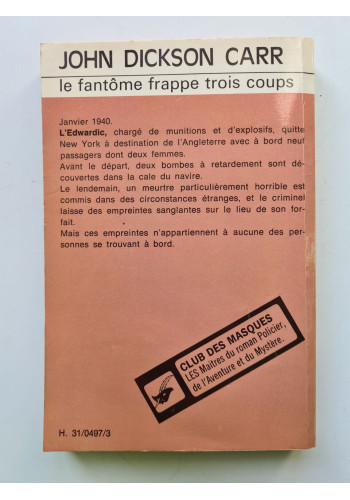 JOHN DICKSON CARR
le fantôme frappe trois coups
Janvier 1940.
L'Edwardic, chargé de munitions et d'explosifs, quitte
New York à destination de l'Angleterre avec à bord neuf
passagers dont deux femmes.
Avant le départ, deux bombes à retardement sont dé-
couvertes dans la cale du navire.
Le lendemain, un meurtre particulièrement horrible est
commis dans des circonstances étranges, et le criminel
laisse des empreintes sanglantes sur le lieu de son for-
fait.
Mais ces empreintes n'appartiennent à aucune des per-
sonnes se trouvant à bord.
CLUB DES MASQUES
LES Maîtres du roman Policier,
de l'Aventure et du Mystère.
H. 31/0497/3